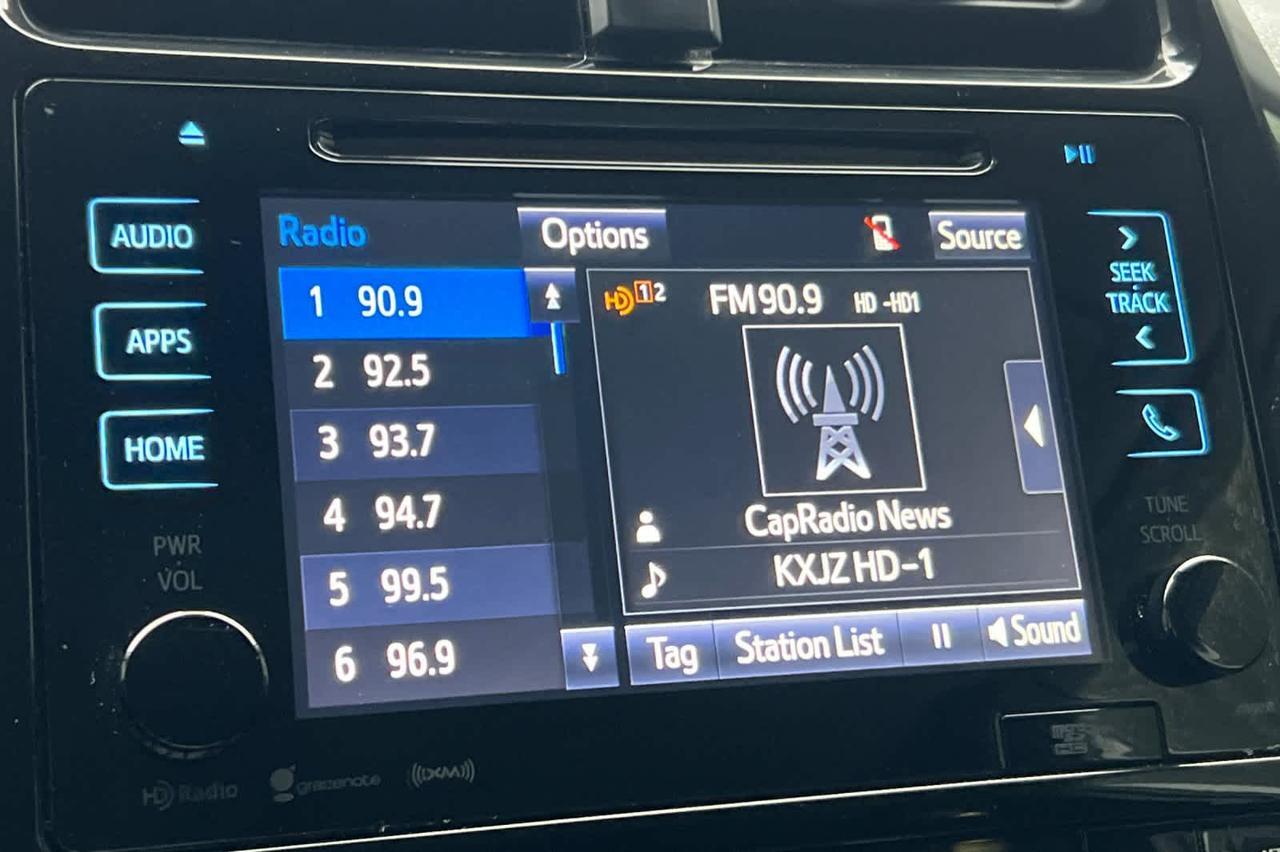 AUDIO
APPS
HOME
PWR
VOL
Radio
Options
Source
1 90.9
2 92.5
3 93.7
4 94.7
5 99.5
6 96.9
HD 1 2
FM 90.9 HD -HD1
CapRadio News
KXJZ HD-1
Tag
Station List
Sound
SEEK
TRACK
TUNE
SCROLL
HD Radio
gracenote
((XM))